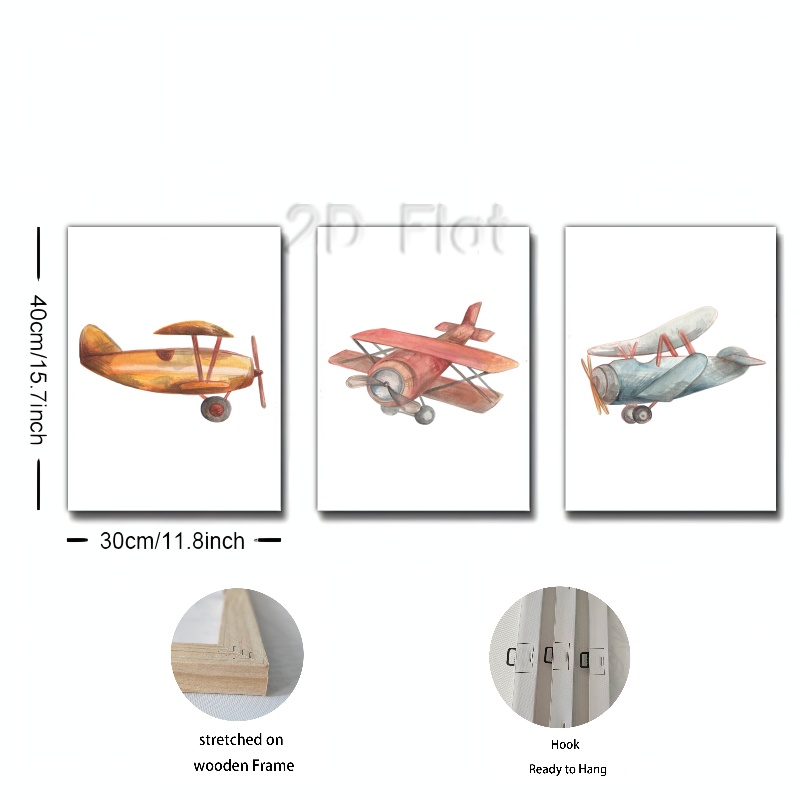 2D Flat
40cm/15.7inch
30cm/11.8inch
stretched on
wooden Frame
Hook
Ready to Hang